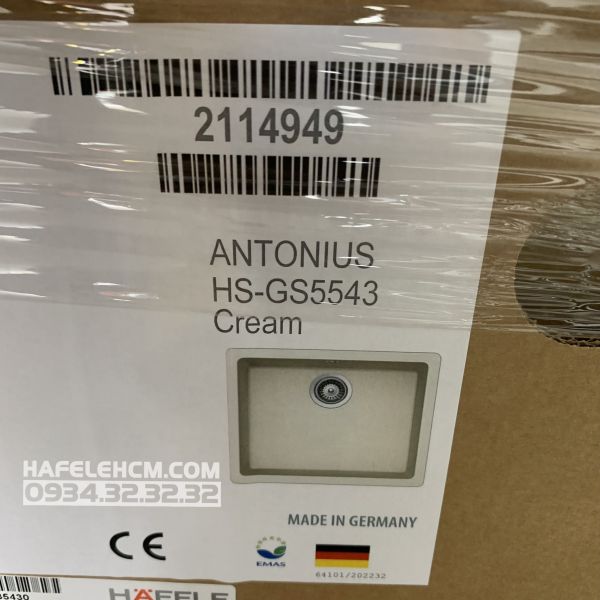 2114949
ANTONIUS
HS-GS5543
Cream
HAFELEHCM.COM
0934.32.32.32
MADE IN GERMANY
CE
EMAS
64101/202232
HÄFELE